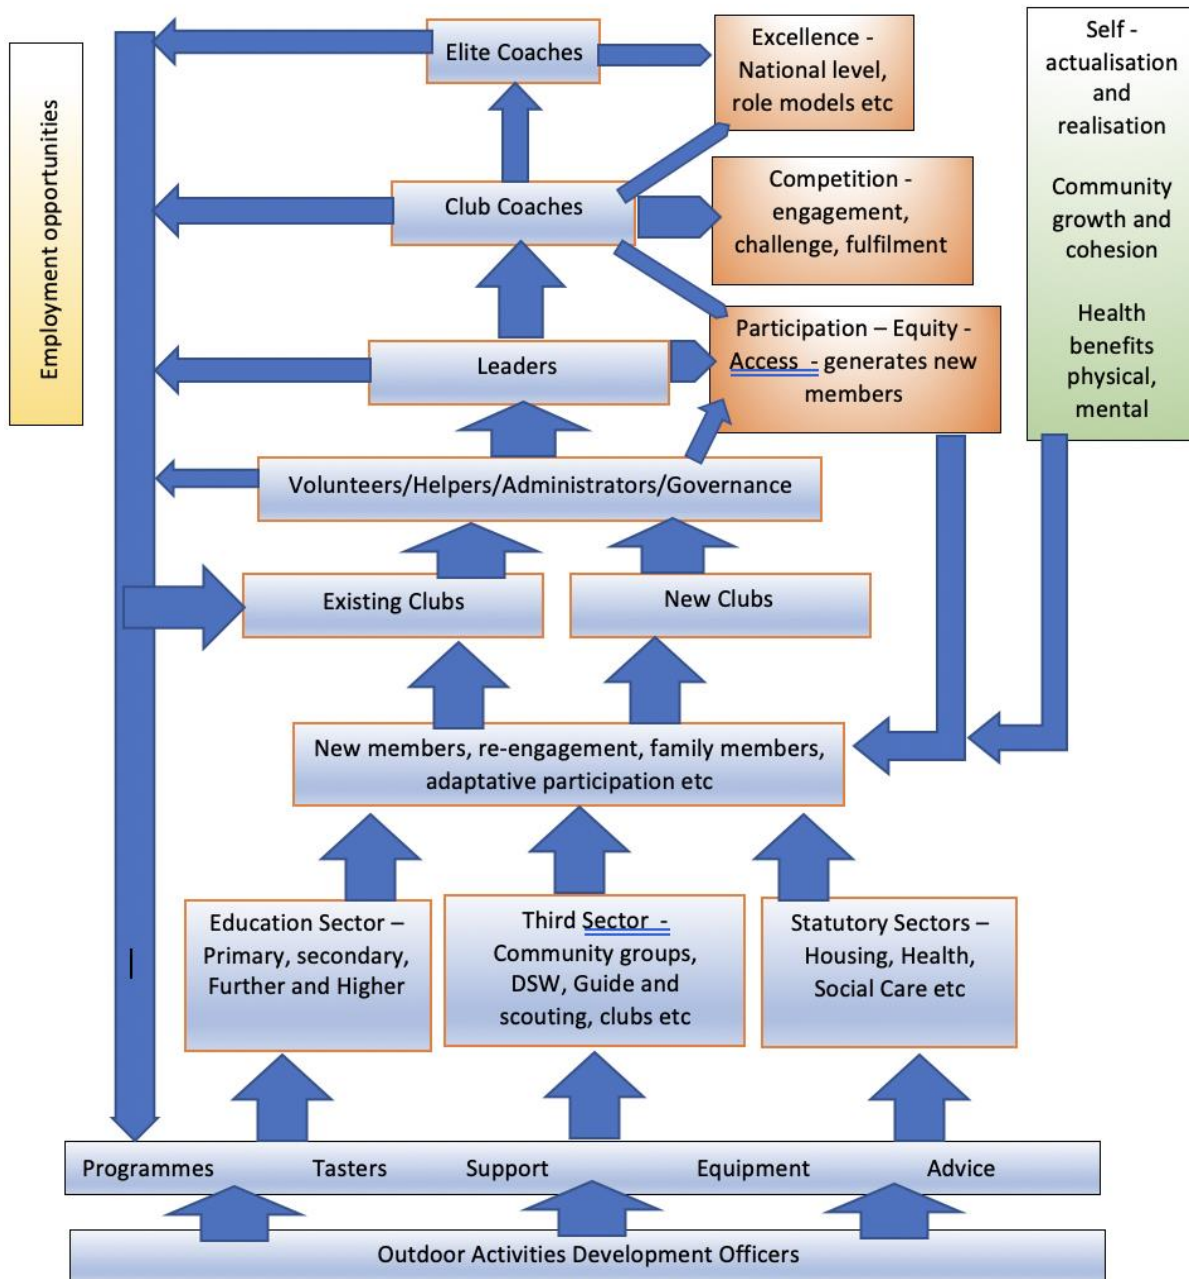 Employment opportunities
Elite Coaches
Excellence -
National level,
role models etc
Self -
actualisation
and
realisation
Community
growth and
cohesion
Health
benefits
physical,
mental
Club Coaches
Competition -
engagement,
challenge, fulfilment
Leaders
Participation – Equity -
Access - generates new
members
Volunteers/Helpers/Administrators/Governance
Existing Clubs
New Clubs
New members, re-engagement, family members,
adaptative participation etc
Education Sector –
Primary, secondary,
Further and Higher
Third Sector -
Community groups,
DSW, Guide and
scouting, clubs etc
Statutory Sectors –
Housing, Health,
Social Care etc
Programmes Tasters Support Equipment Advice
Outdoor Activities Development Officers